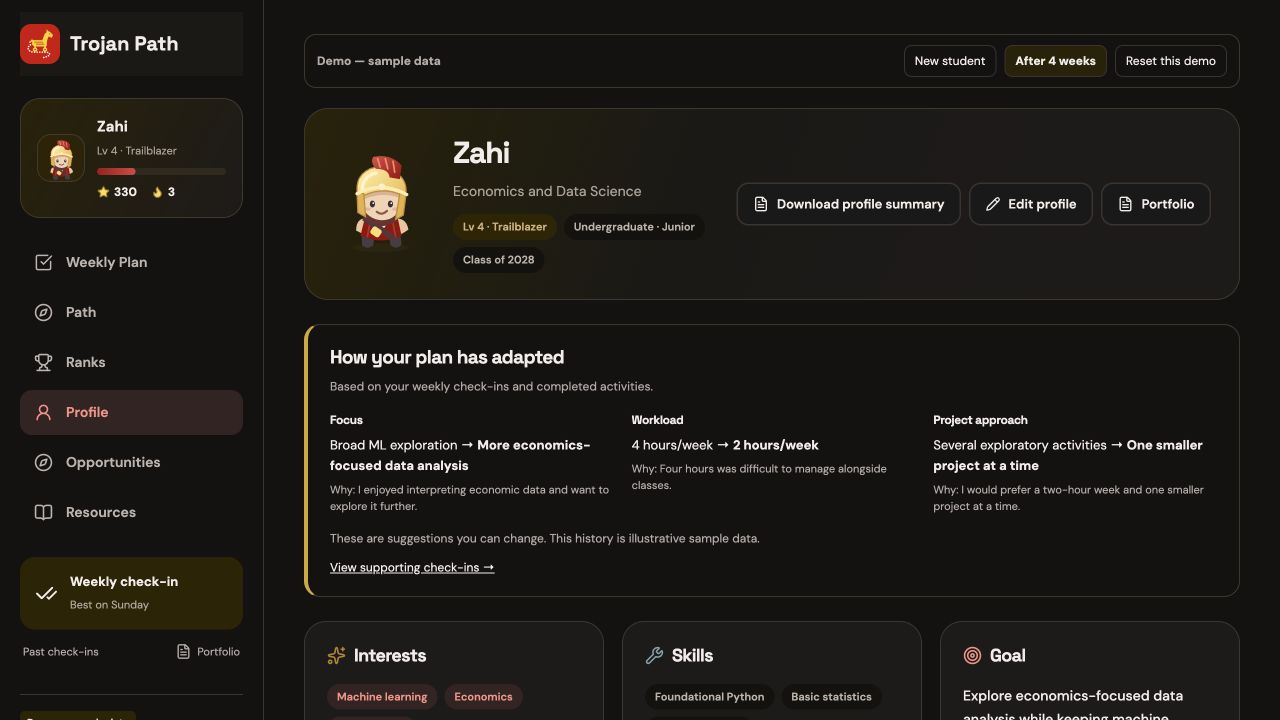 Trojan Path
Zahi
Lv 4 · Trailblazer
330 3
Weekly Plan
Path
Ranks
Profile
Opportunities
Resources
Weekly check-in
Best on Sunday
Past check-ins Portfolio
Demo — sample data New student After 4 weeks Reset this demo
Zahi
Economics and Data Science
Lv 4 · Trailblazer Undergraduate · Junior
Class of 2028
Download profile summary Edit profile Portfolio
How your plan has adapted
Based on your weekly check-ins and completed activities.
Focus
Broad ML exploration → More economics-
focused data analysis
Why: I enjoyed interpreting economic data and want to
explore it further.
Workload
4 hours/week → 2 hours/week
Why: Four hours was difficult to manage alongside
classes.
Project approach
Several exploratory activities → One smaller
project at a time
Why: I would prefer a two-hour week and one smaller
project at a time.
These are suggestions you can change. This history is illustrative sample data.
View supporting check-ins →
Interests
Machine learning Economics
Skills
Foundational Python Basic statistics
Goal
Explore economics-focused data
analysis while keeping machine